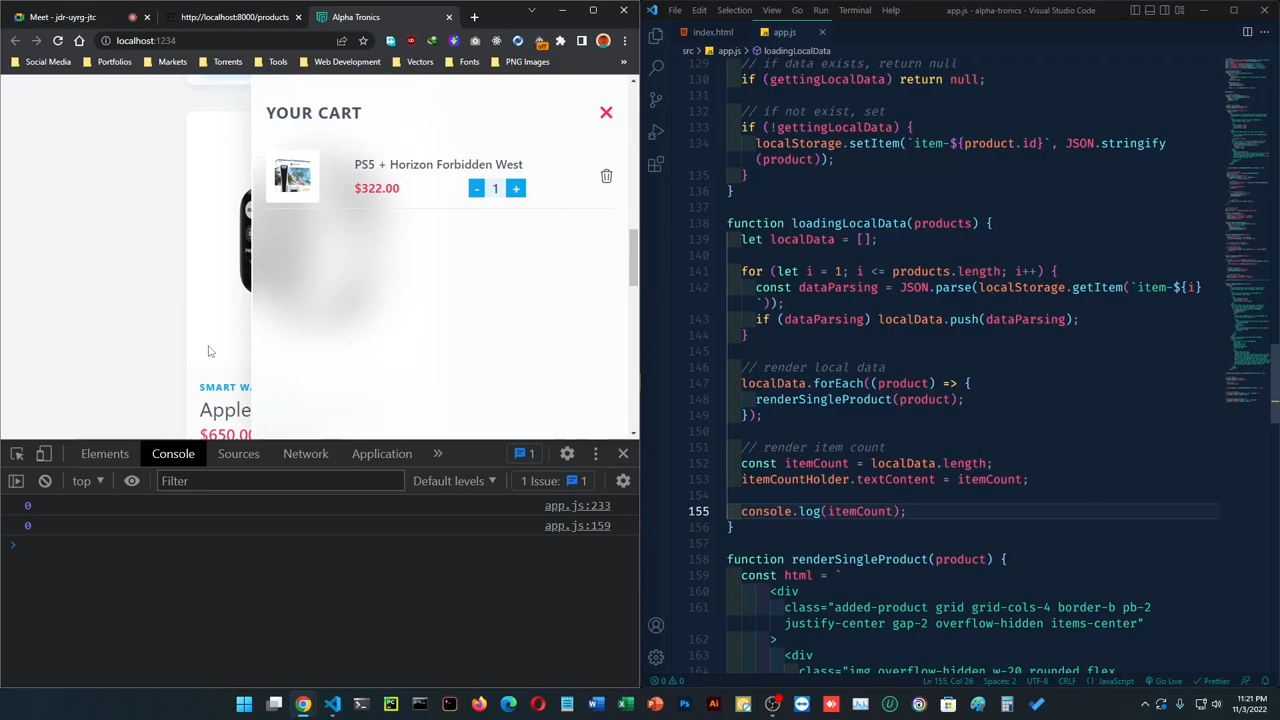 Meet - jd-uyrg-jtc
http://localhost:8000/products
Alpha Tronics
localhost:1234
off
Social Media
Portfolios
Markets
Torrents
Tools
Web Development
Vectors
Fonts
PNG Images
YOUR CART
PS5 + Horizon Forbidden West
$322.00
- 1 +
SMART WA
Apple
$650.00
Elements
Console
Sources
Network
Application
1
top
Filter
Default levels
1 Issue: 1
0 app.js:233
0 app.js:159
File Edit Selection View Go Run Terminal Help
app.js - alpha-tronics - Visual Studio Code
index.html
app.js
src > app.js > loadingLocalData
129 // if data exists, return null
130 if (gettingLocalData) return null;
131
132 // if not exist, set
133 if (!gettingLocalData) {
134 localStorage.setItem(`item-${product.id}`, JSON.stringify
(product));
135 }
136 }
137
138 function loadingLocalData(products) {
139 let localData = [];
140
141 for (let i = 1; i <= products.length; i++) {
142 const dataParsing = JSON.parse(localStorage.getItem(`item-${i}
`));
143 if (dataParsing) localData.push(dataParsing);
144 }
145
146 // render local data
147 localData.forEach((product) => {
148 renderSingleProduct(product);
149 });
150
151 // render item count
152 const itemCount = localData.length;
153 itemCountHolder.textContent = itemCount;
154
155 console.log(itemCount);
156 }
157
158 function renderSingleProduct(product) {
159 const html = `
160 <div
161 class="added-product grid grid-cols-4 border-b pb-2
justify-center gap-2 overflow-hidden items-center"
162 >
163 <div
164 class="img overflow-hidden w-20 rounded flex
0 0
Ln 155, Col 26
Spaces: 2
UTF-8
CRLF
JavaScript
Go Live
Prettier
11:21 PM
11/3/2022